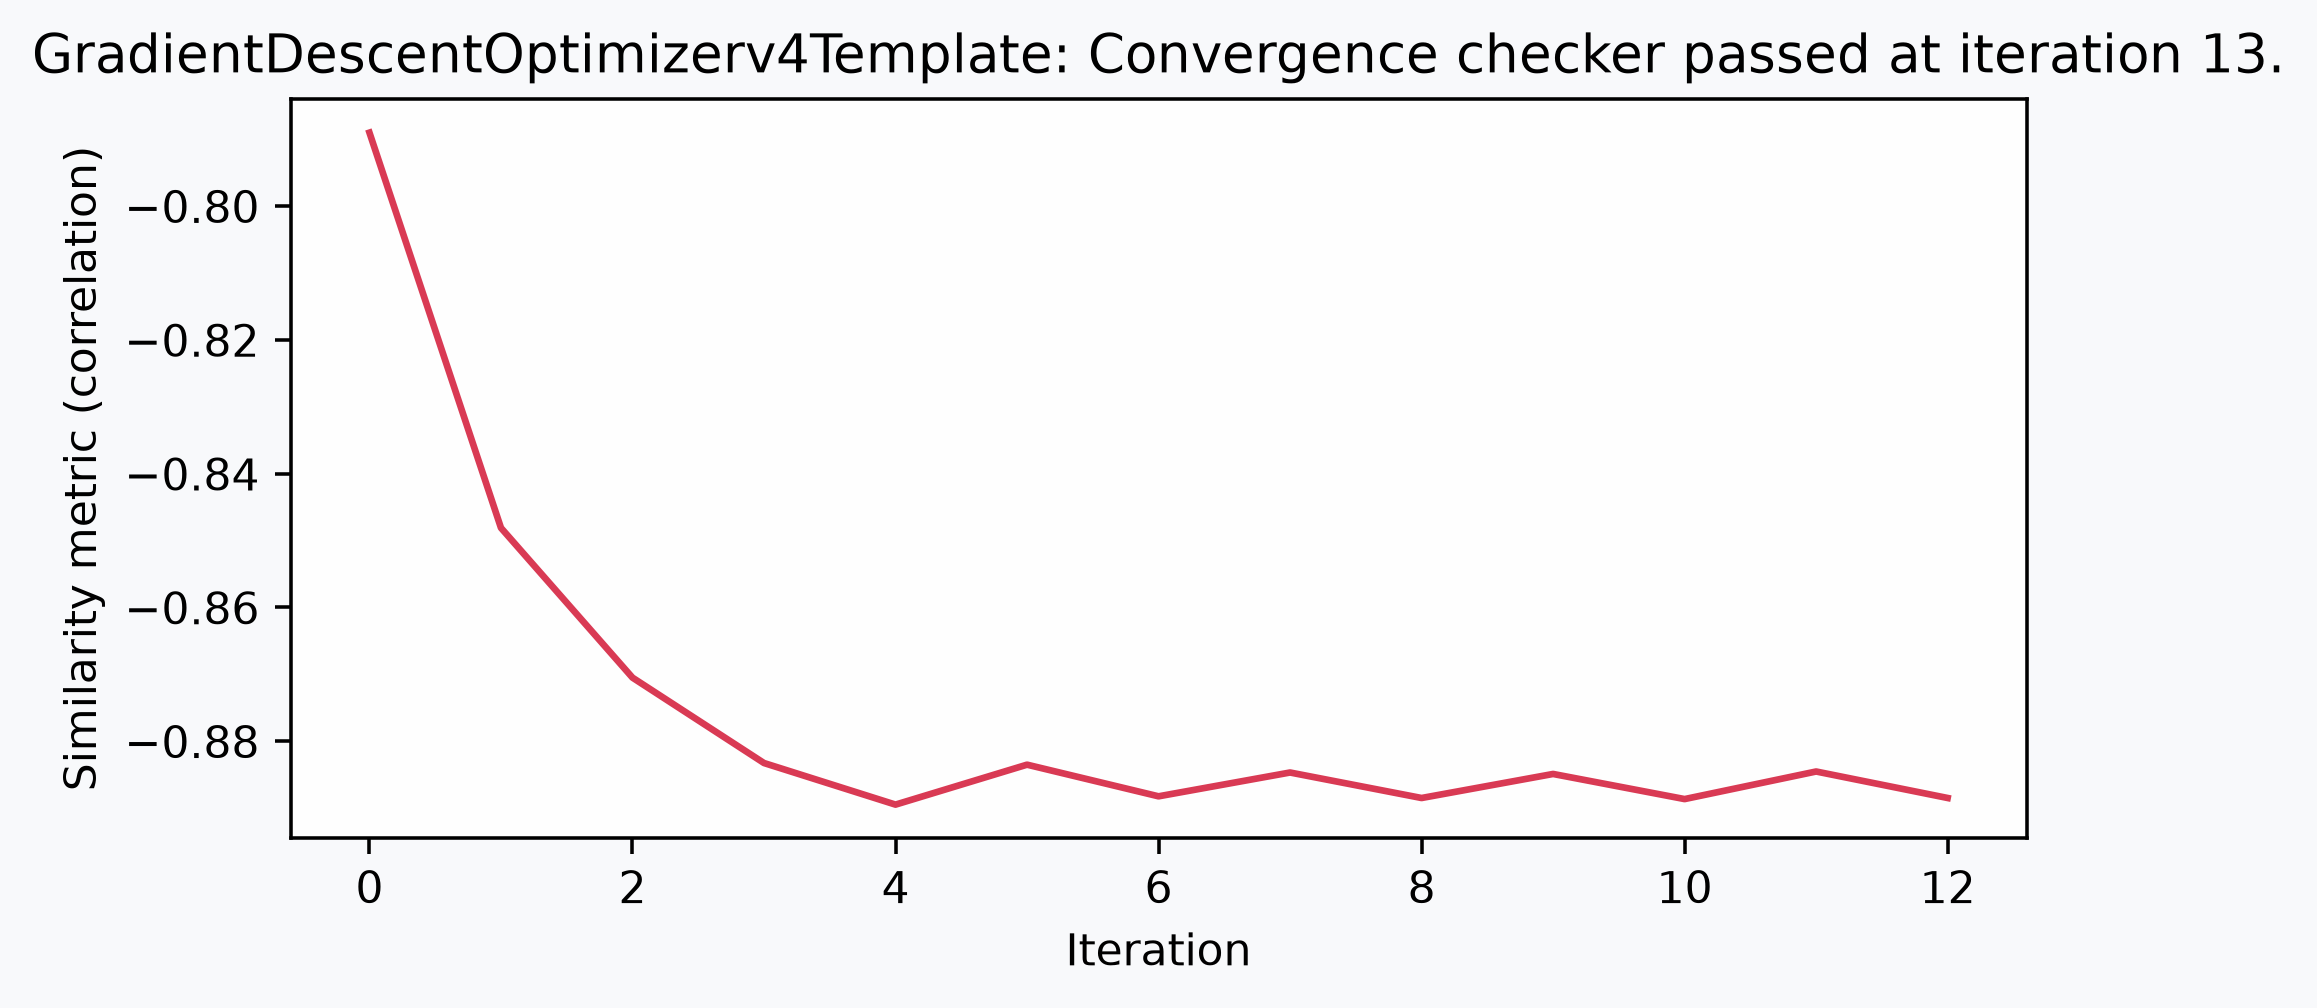 GradientDescentOptimizerv4Template: Convergence checker passed at iteration 13.
Similarity metric (correlation)
−0.80
−0.82
−0.84
−0.86
−0.88
0 2 4 6 8 10 12
Iteration